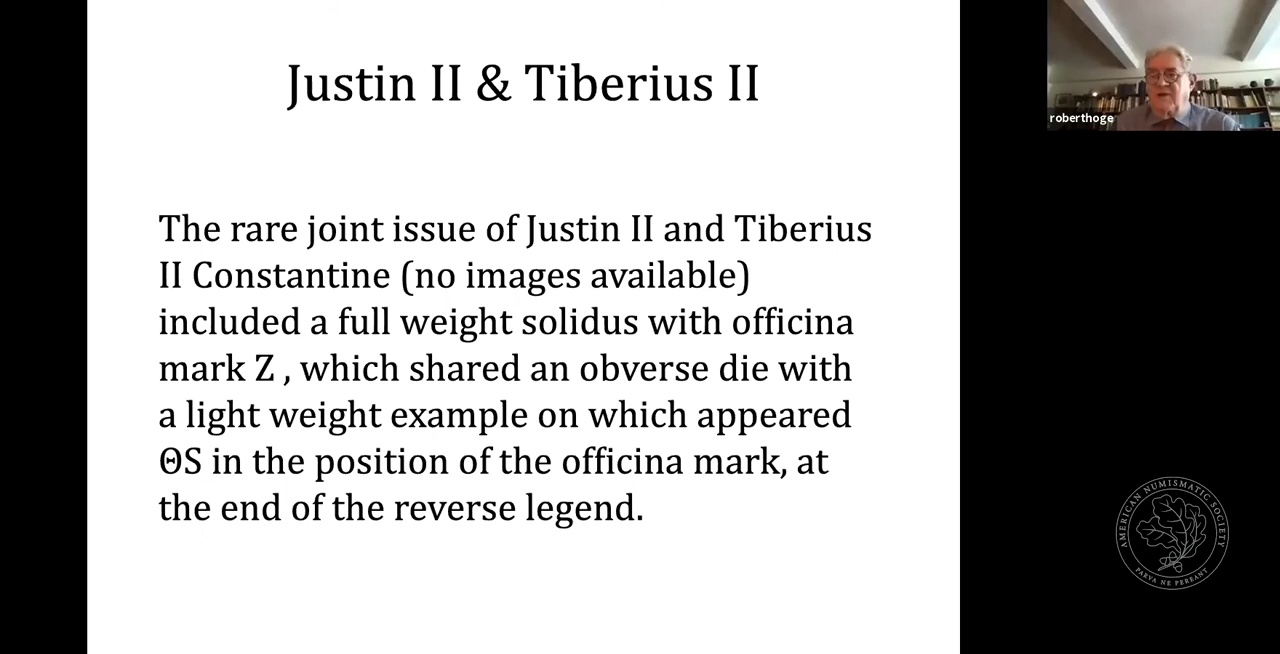 Justin II & Tiberius II
The rare joint issue of Justin II and Tiberius
II Constantine (no images available)
included a full weight solidus with officina
mark Z , which shared an obverse die with
a light weight example on which appeared
ΘS in the position of the officina mark, at
the end of the reverse legend.
roberthoge
AMERICAN NUMISMATIC SOCIETY
PARVA NE PEREANT